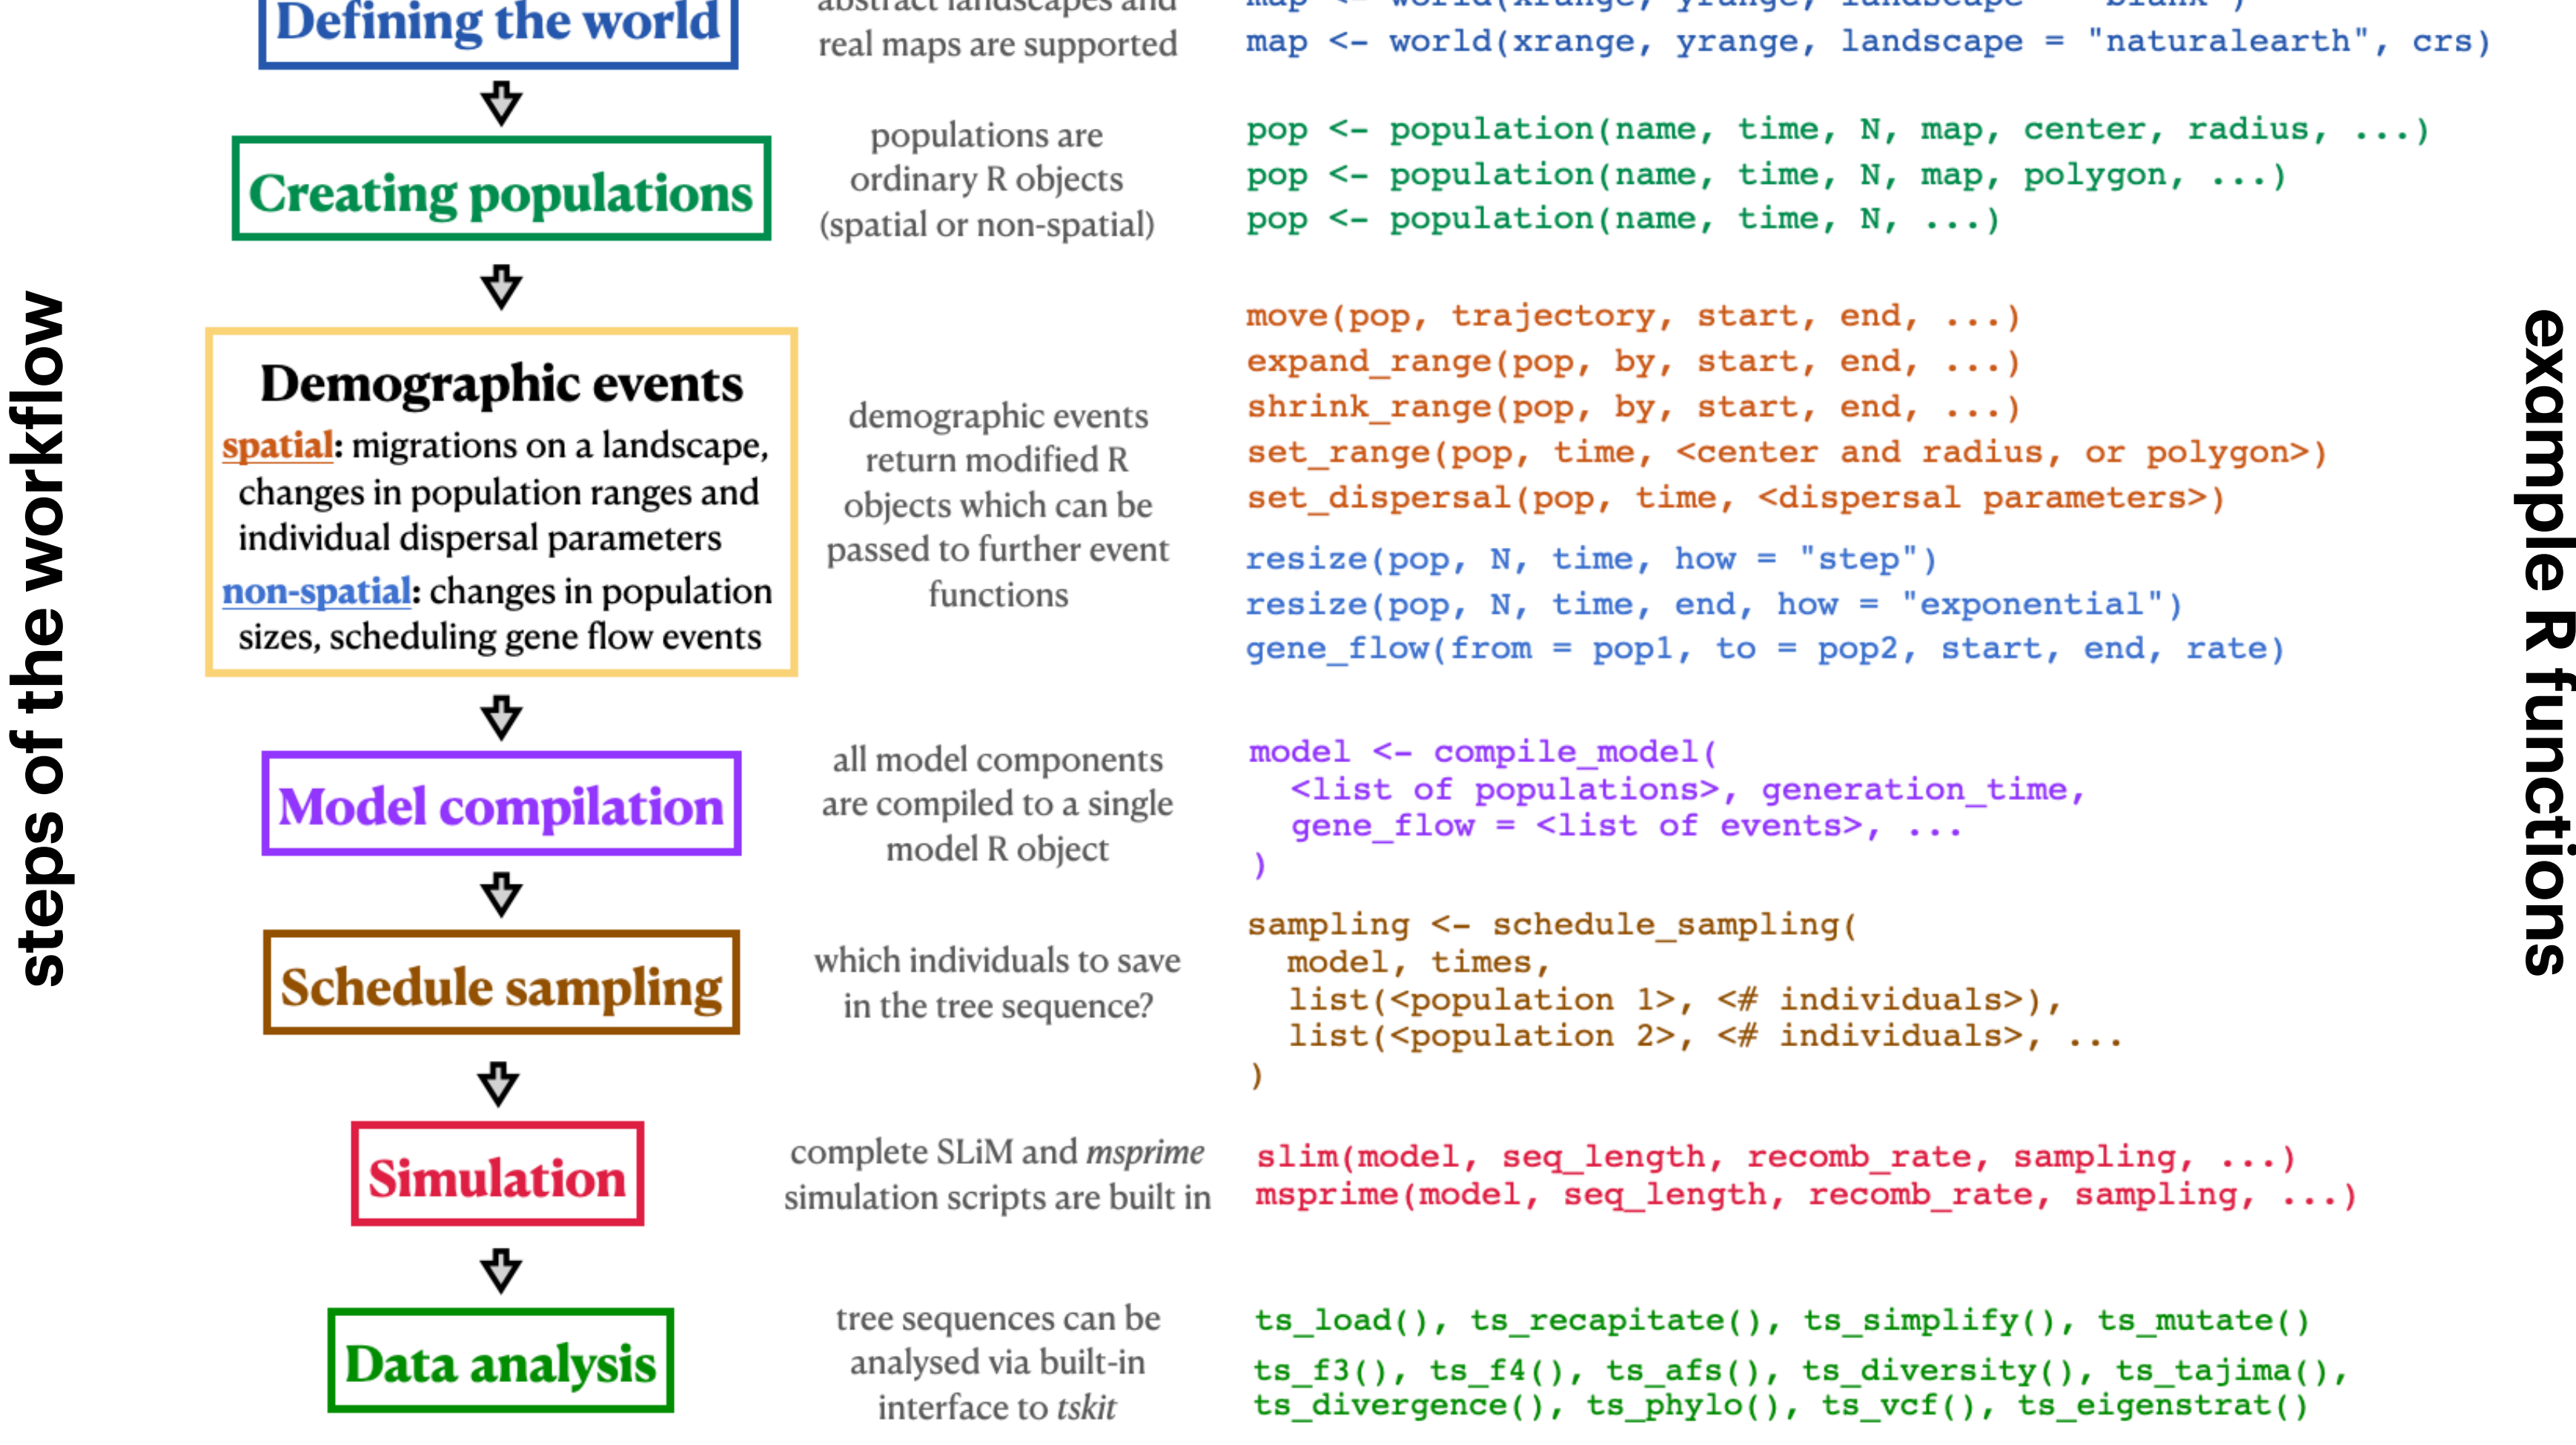 steps of the workflow
Defining the world
abstract landscapes and
real maps are supported
map <- world(xrange, yrange, landscape = "blank")
map <- world(xrange, yrange, landscape = "naturalearth", crs)
Creating populations
populations are
ordinary R objects
(spatial or non-spatial)
pop <- population(name, time, N, map, center, radius, ...)
pop <- population(name, time, N, map, polygon, ...)
pop <- population(name, time, N, ...)
Demographic events
spatial: migrations on a landscape,
changes in population ranges and
individual dispersal parameters
non-spatial: changes in population
sizes, scheduling gene flow events
demographic events
return modified R
objects which can be
passed to further event
functions
move(pop, trajectory, start, end, ...)
expand_range(pop, by, start, end, ...)
shrink_range(pop, by, start, end, ...)
set_range(pop, time, <center and radius, or polygon>)
set_dispersal(pop, time, <dispersal parameters>)
resize(pop, N, time, how = "step")
resize(pop, N, time, end, how = "exponential")
gene_flow(from = pop1, to = pop2, start, end, rate)
Model compilation
all model components
are compiled to a single
model R object
model <- compile_model(
<list of populations>, generation_time,
gene_flow = <list of events>, ...
)
Schedule sampling
which individuals to save
in the tree sequence?
sampling <- schedule_sampling(
model, times,
list(<population 1>, <# individuals>),
list(<population 2>, <# individuals>, ...
)
Simulation
complete SLiM and msprime
simulation scripts are built in
slim(model, seq_length, recomb_rate, sampling, ...)
msprime(model, seq_length, recomb_rate, sampling, ...)
Data analysis
tree sequences can be
analysed via built-in
interface to tskit
ts_load(), ts_recapitate(), ts_simplify(), ts_mutate()
ts_f3(), ts_f4(), ts_afs(), ts_diversity(), ts_tajima(),
ts_divergence(), ts_phylo(), ts_vcf(), ts_eigenstrat()
example R functions